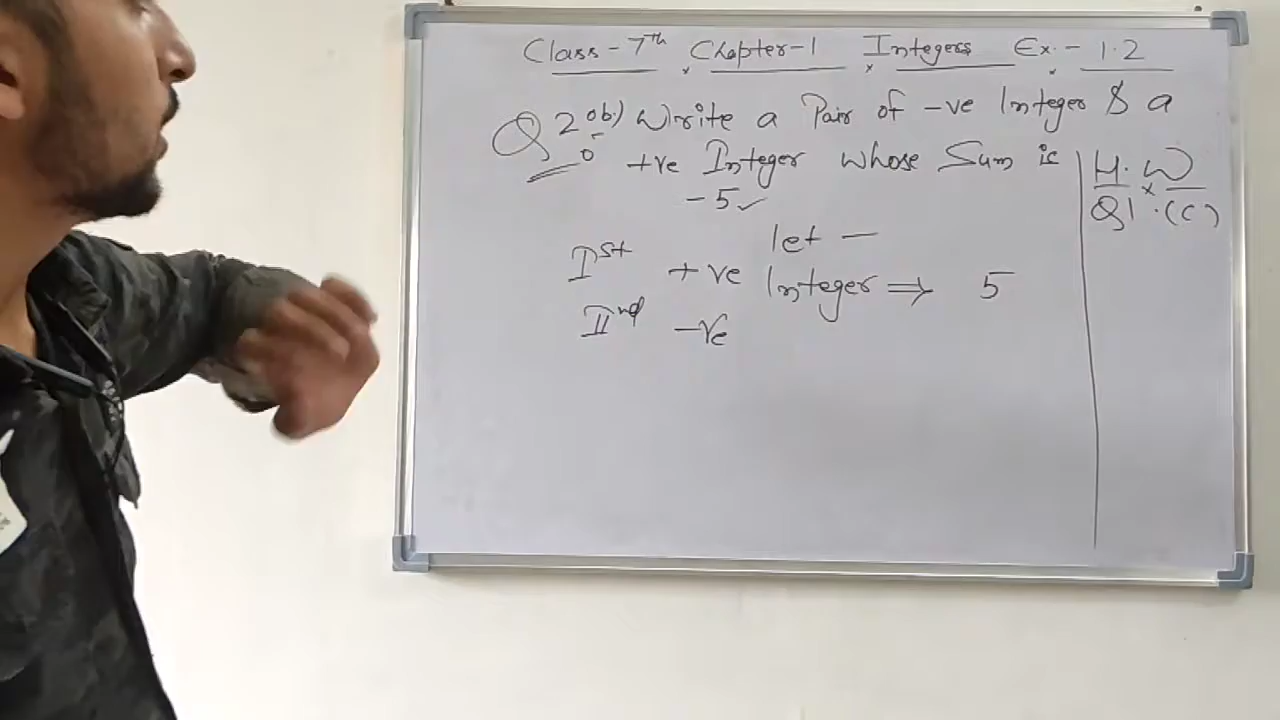 Class-7th Chapter-1 Integers Ex.-1.2
Q2 b) Write a Pair of -ve Integer & a
+ve Integer whose Sum is
-5 ✓
let —
Ist +ve Integer ⇒ 5
IInd -ve
H.W
Q1.(c)